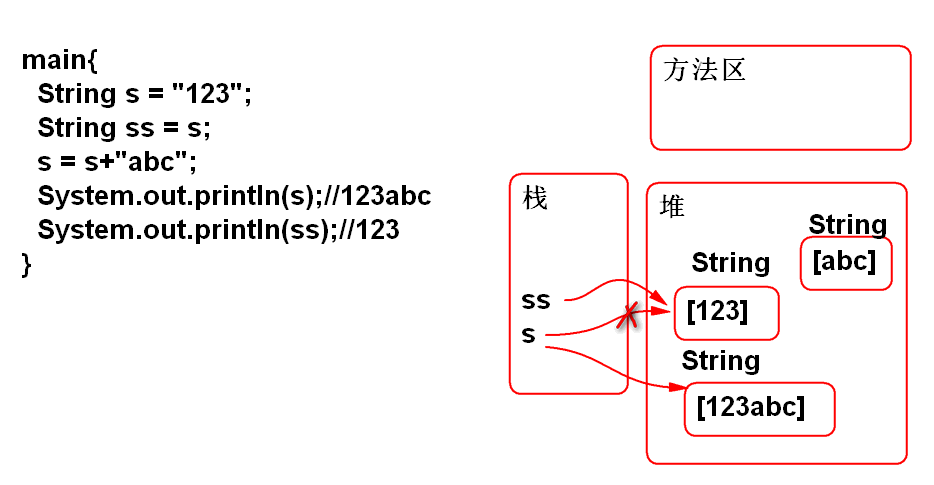 main{
String s = "123";
String ss = s;
s = s+"abc";
System.out.println(s);//123abc
System.out.println(ss);//123
}
方法区
栈
ss
s
堆
String
[abc]
String
[123]
String
[123abc]